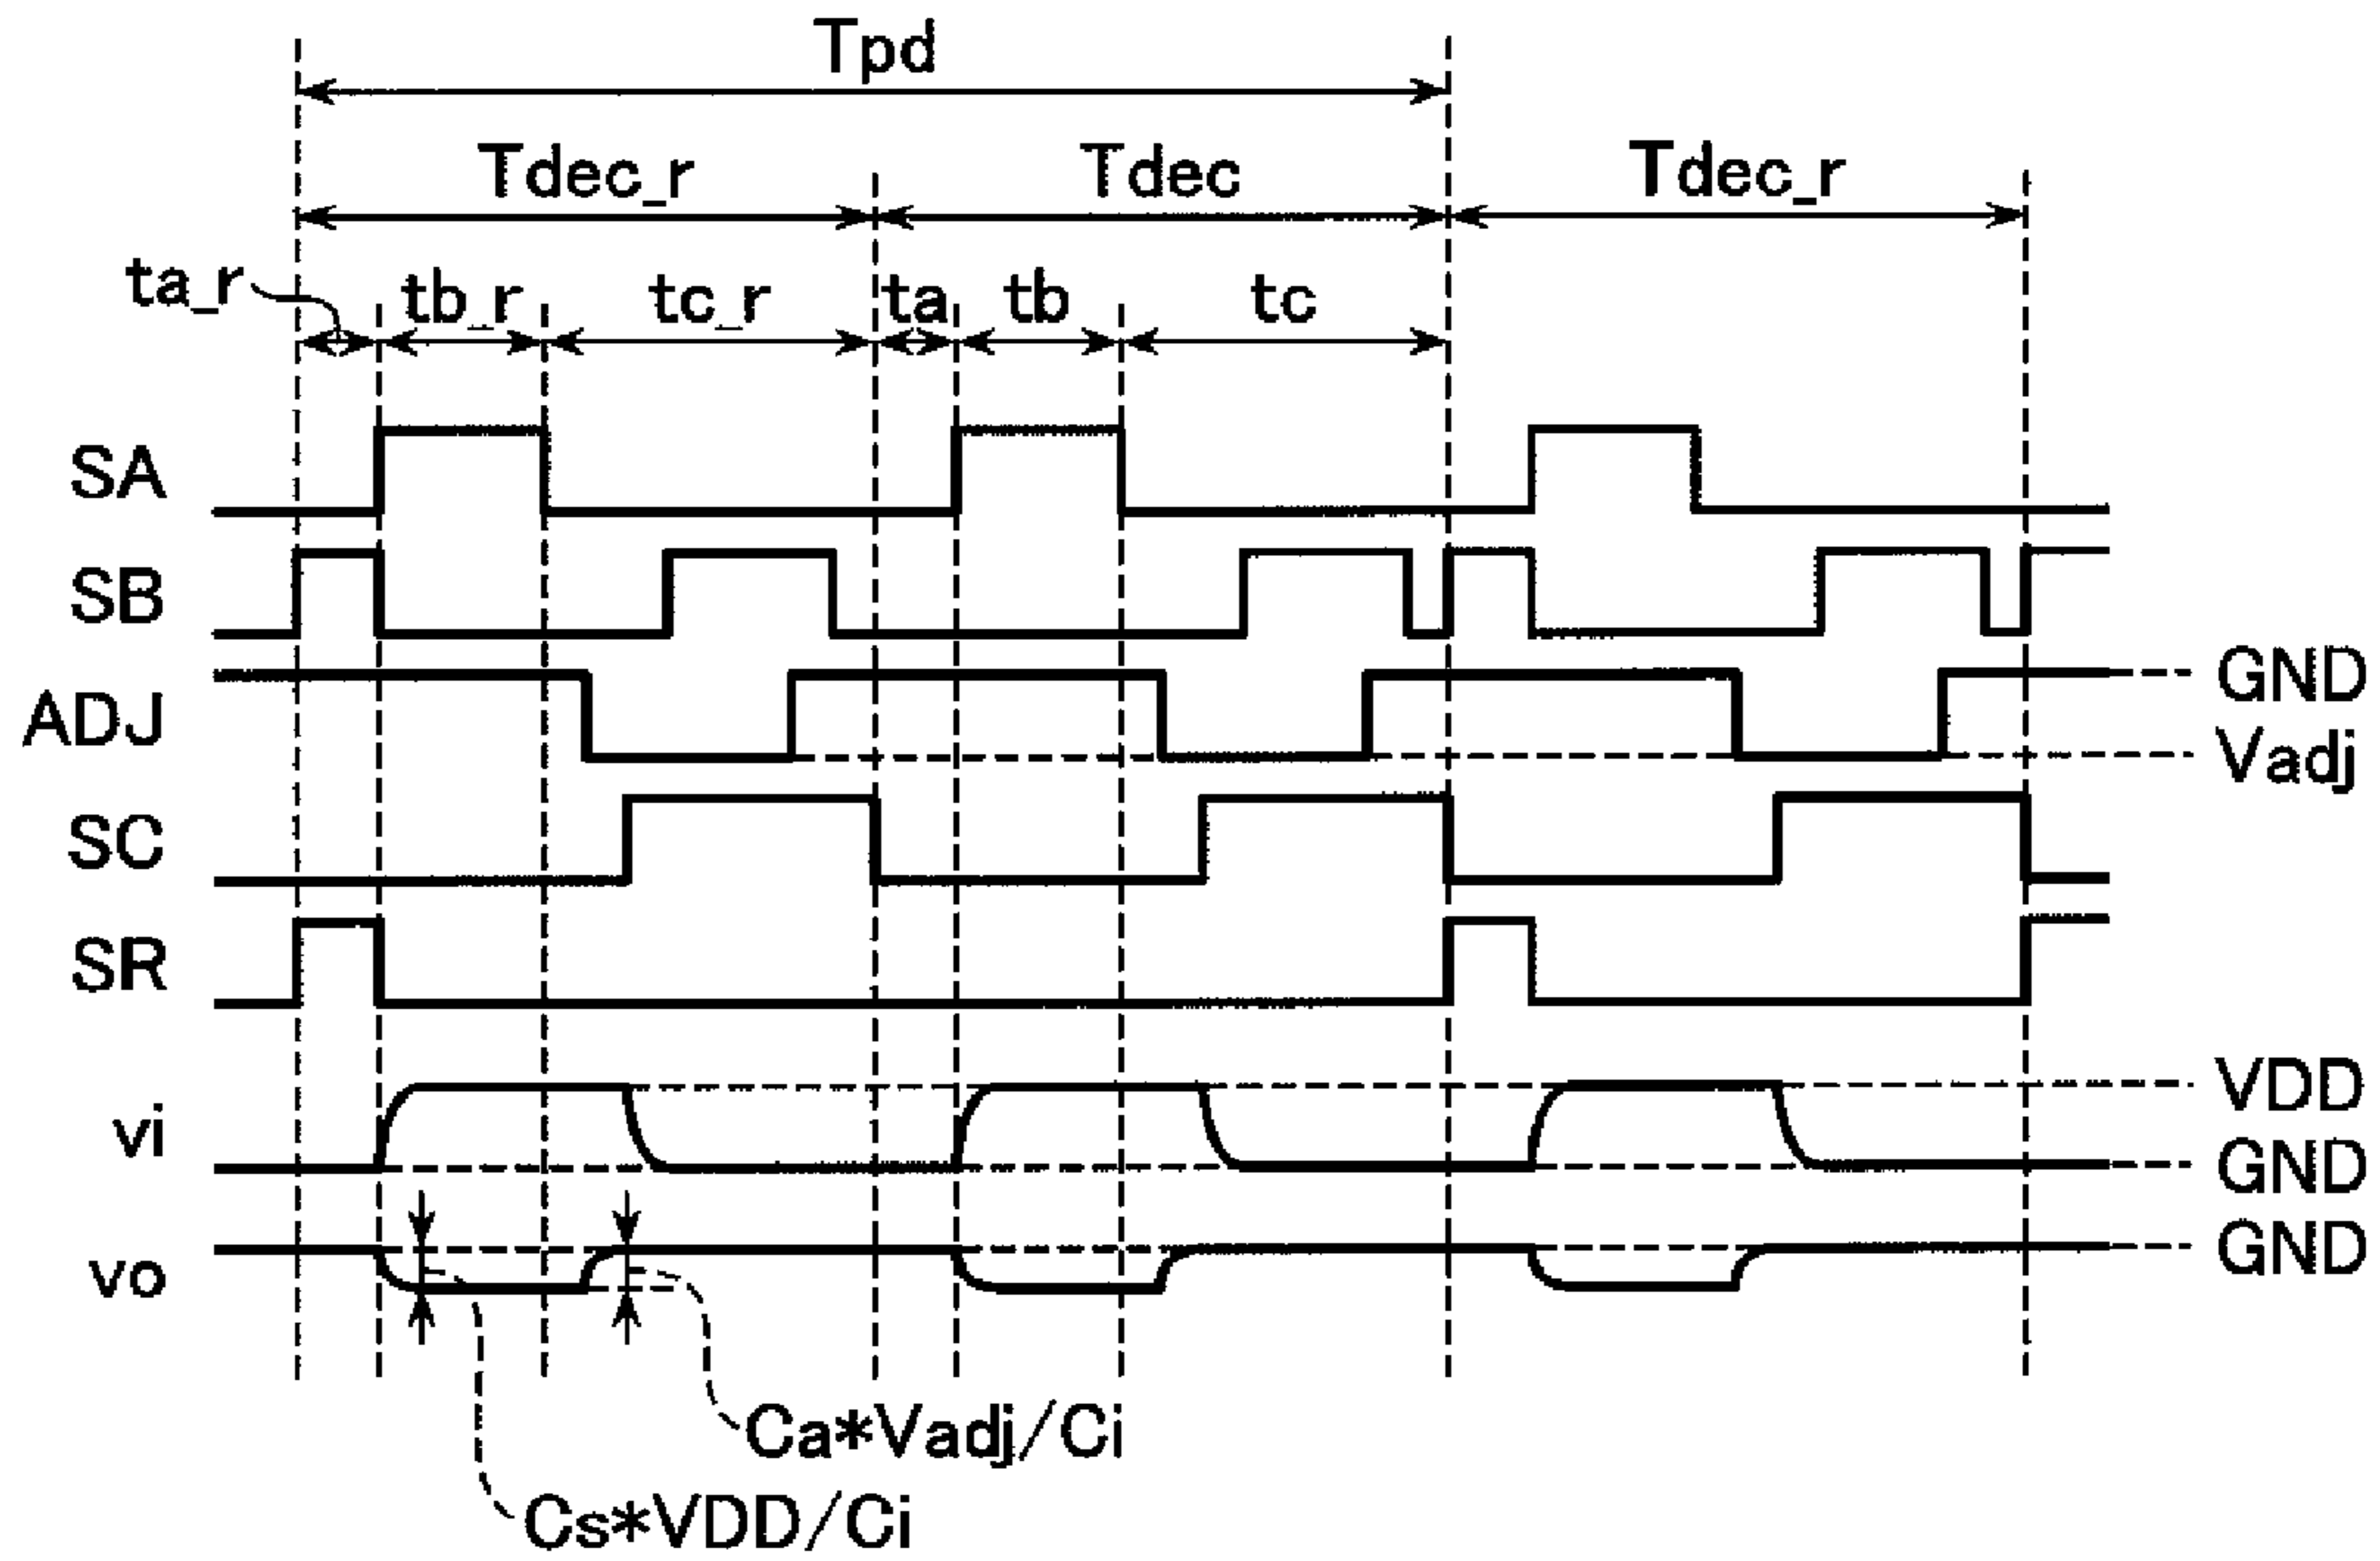 Tpd
Tdec_r Tdec Tdec_r
ta_r tb_r tc_r ta tb tc
SA
SB
ADJ GND
Vadj
SC
SR
vi VDD
GND
vo GND
Ca*Vadj/Ci
Cs*VDD/Ci